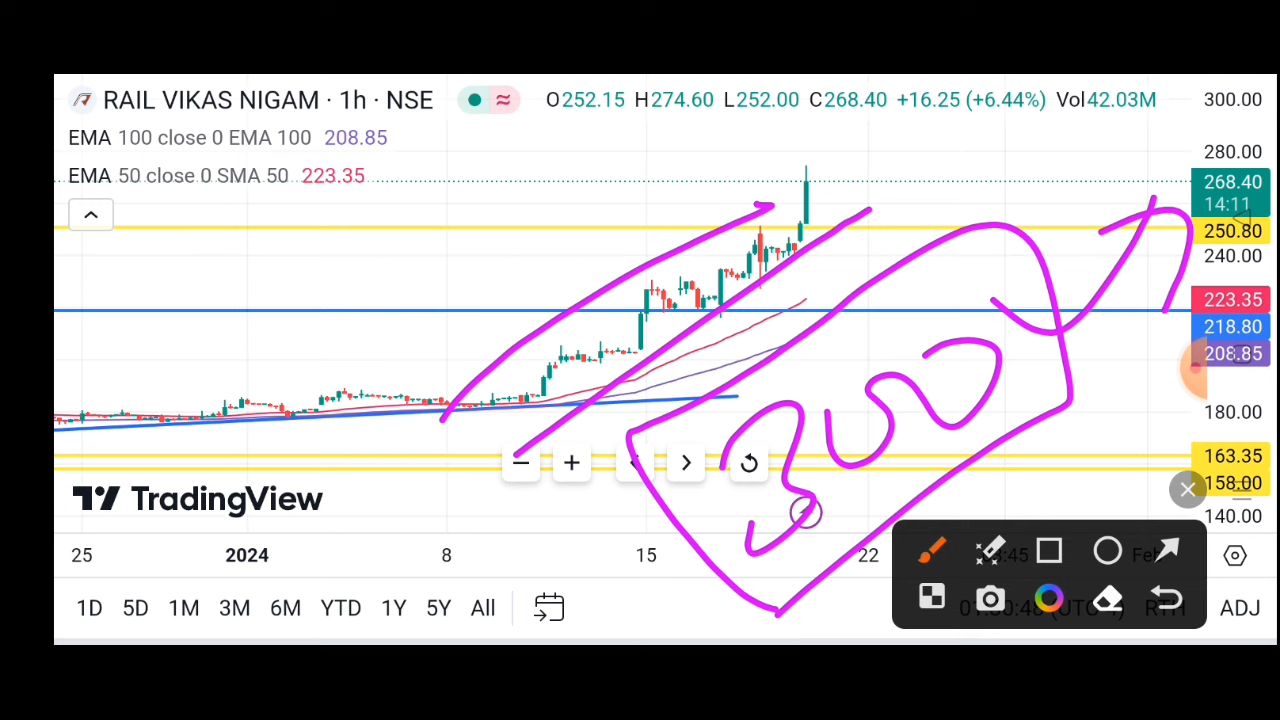 RAIL VIKAS NIGAM · 1h · NSE O252.15 H274.60 L252.00 C268.40 +16.25 (+6.44%) Vol42.03M
EMA 100 close 0 EMA 100 208.85
EMA 50 close 0 SMA 50 223.35
300.00
280.00
268.40
14:11
250.80
240.00
223.35
218.80
208.85
180.00
163.35
158.00
140.00
TradingView
25 2024 8 15 22
1D 5D 1M 3M 6M YTD 1Y 5Y All ADJ